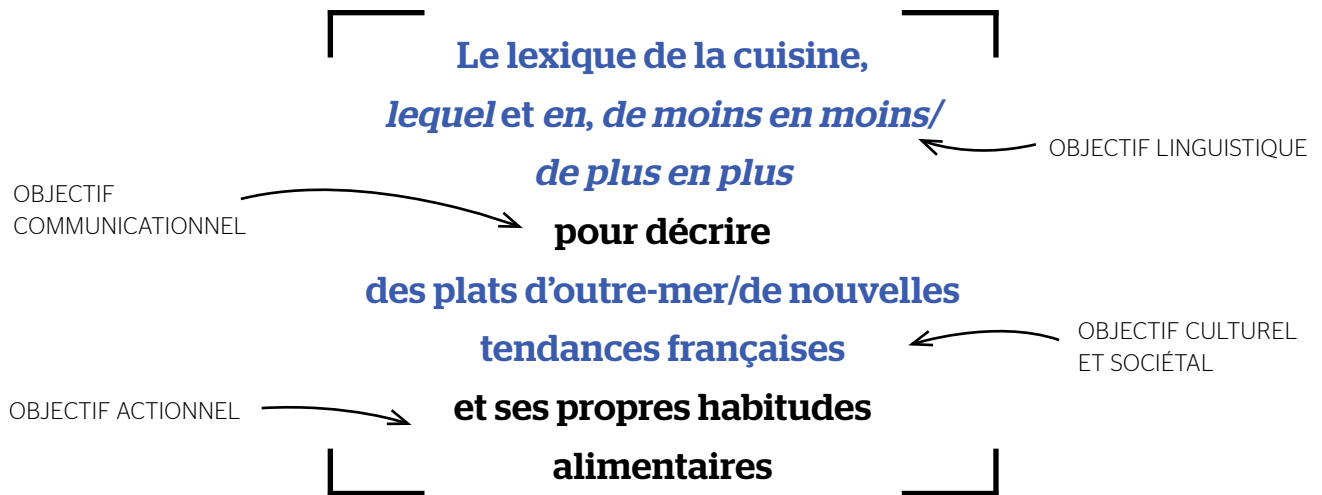 Le lexique de la cuisine,
lequel et en, de moins en moins/
OBJECTIF LINGUISTIQUE
de plus en plus
OBJECTIF
COMMUNICATIONNEL
pour décrire
des plats d'outre-mer/de nouvelles
tendances françaises
OBJECTIF CULTUREL
ET SOCIÉTAL
OBJECTIF ACTIONNEL
et ses propres habitudes
alimentaires